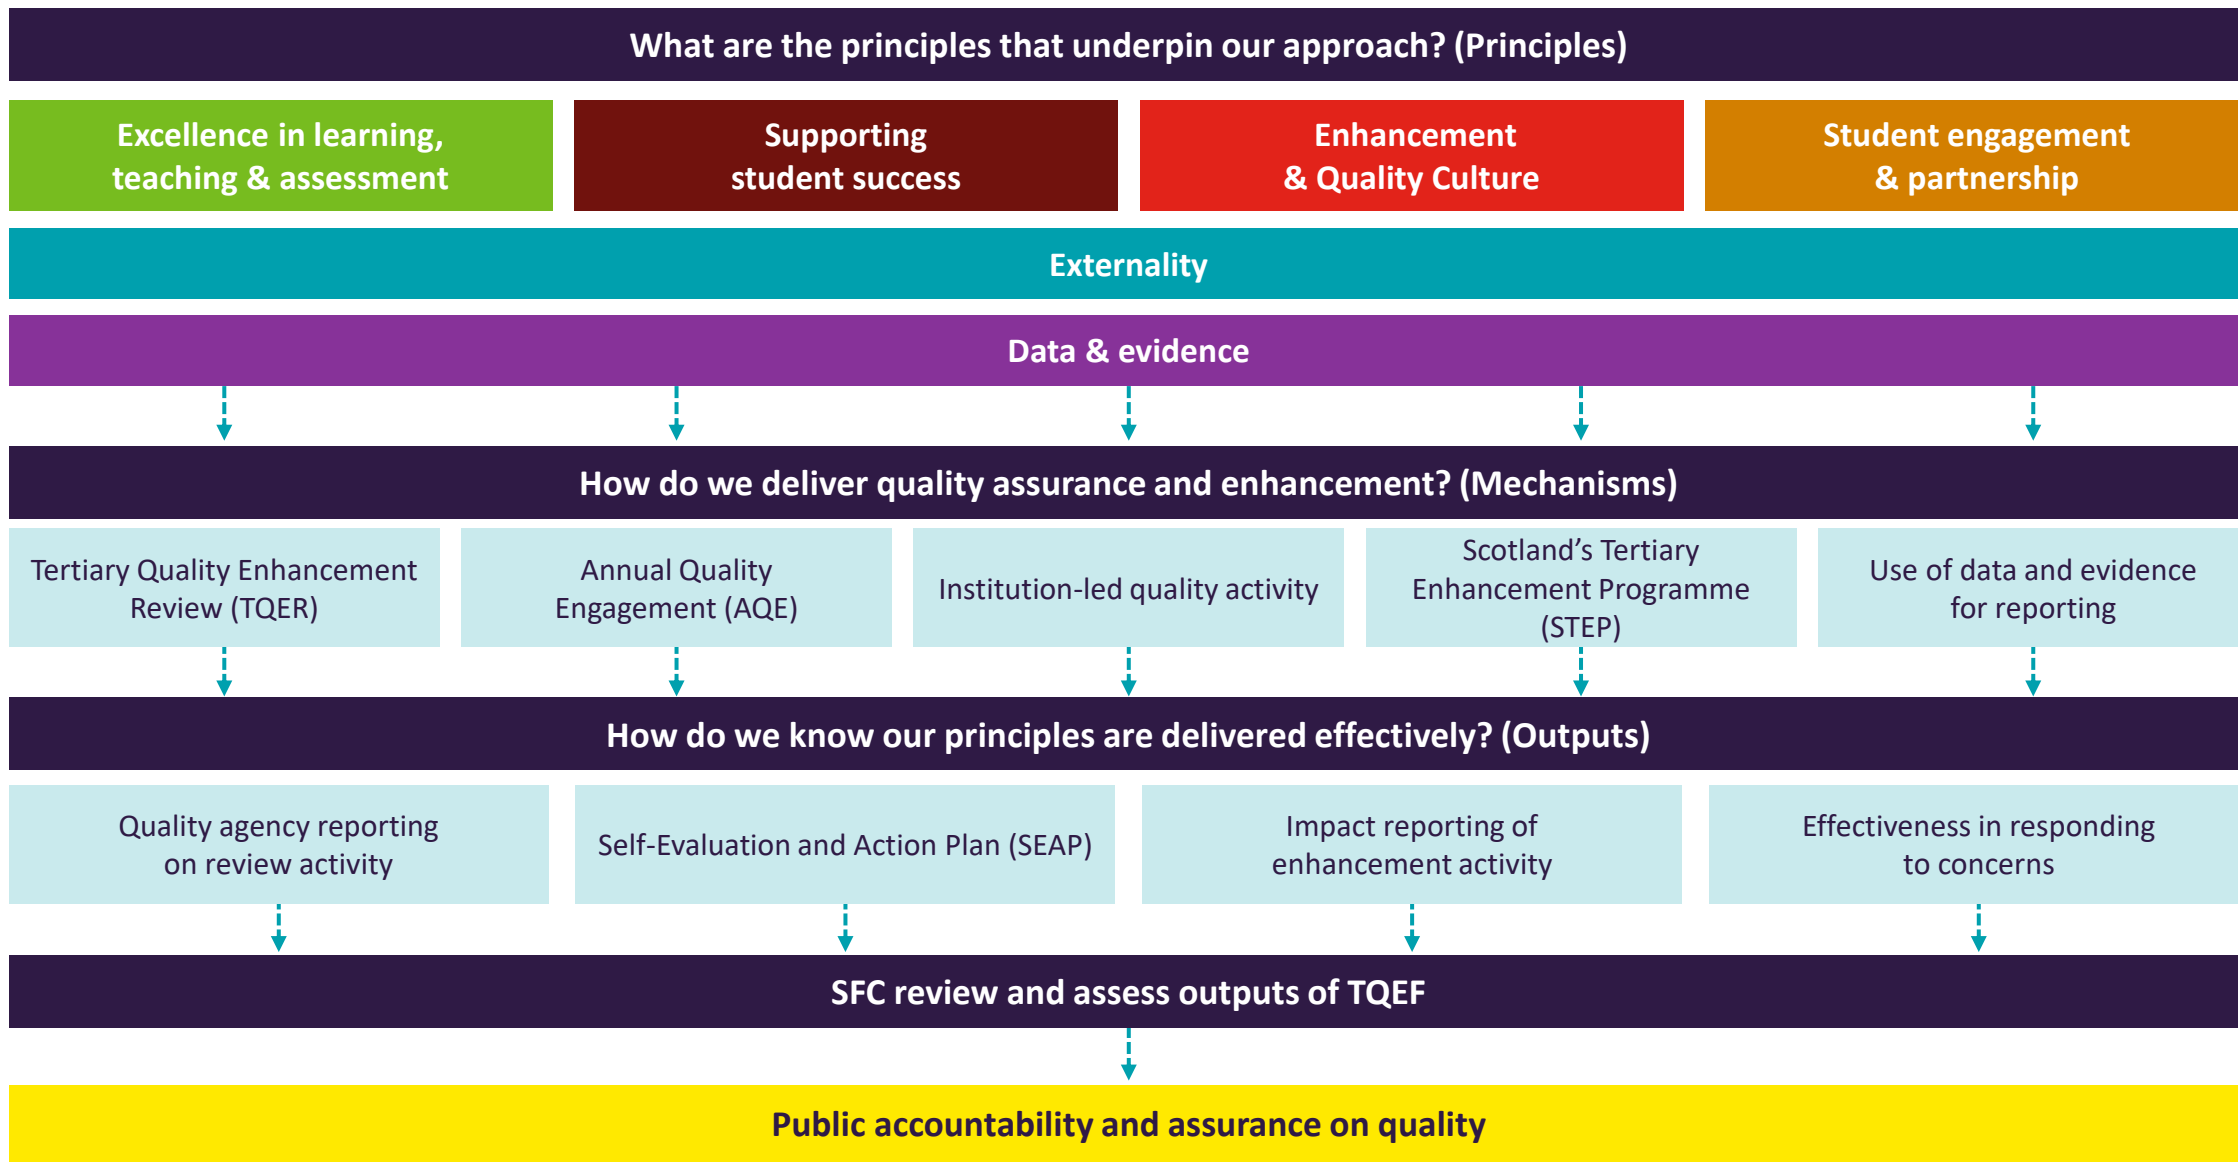 What are the principles that underpin our approach? (Principles)
Excellence in learning,
teaching & assessment
Supporting
student success
Enhancement
& Quality Culture
Student engagement
& partnership
Externality
Data & evidence
How do we deliver quality assurance and enhancement? (Mechanisms)
Tertiary Quality Enhancement
Review (TQER)
Annual Quality
Engagement (AQE)
Institution-led quality activity
Scotland’s Tertiary
Enhancement Programme
(STEP)
Use of data and evidence
for reporting
How do we know our principles are delivered effectively? (Outputs)
Quality agency reporting
on review activity
Self-Evaluation and Action Plan (SEAP)
Impact reporting of
enhancement activity
Effectiveness in responding
to concerns
SFC review and assess outputs of TQEF
Public accountability and assurance on quality